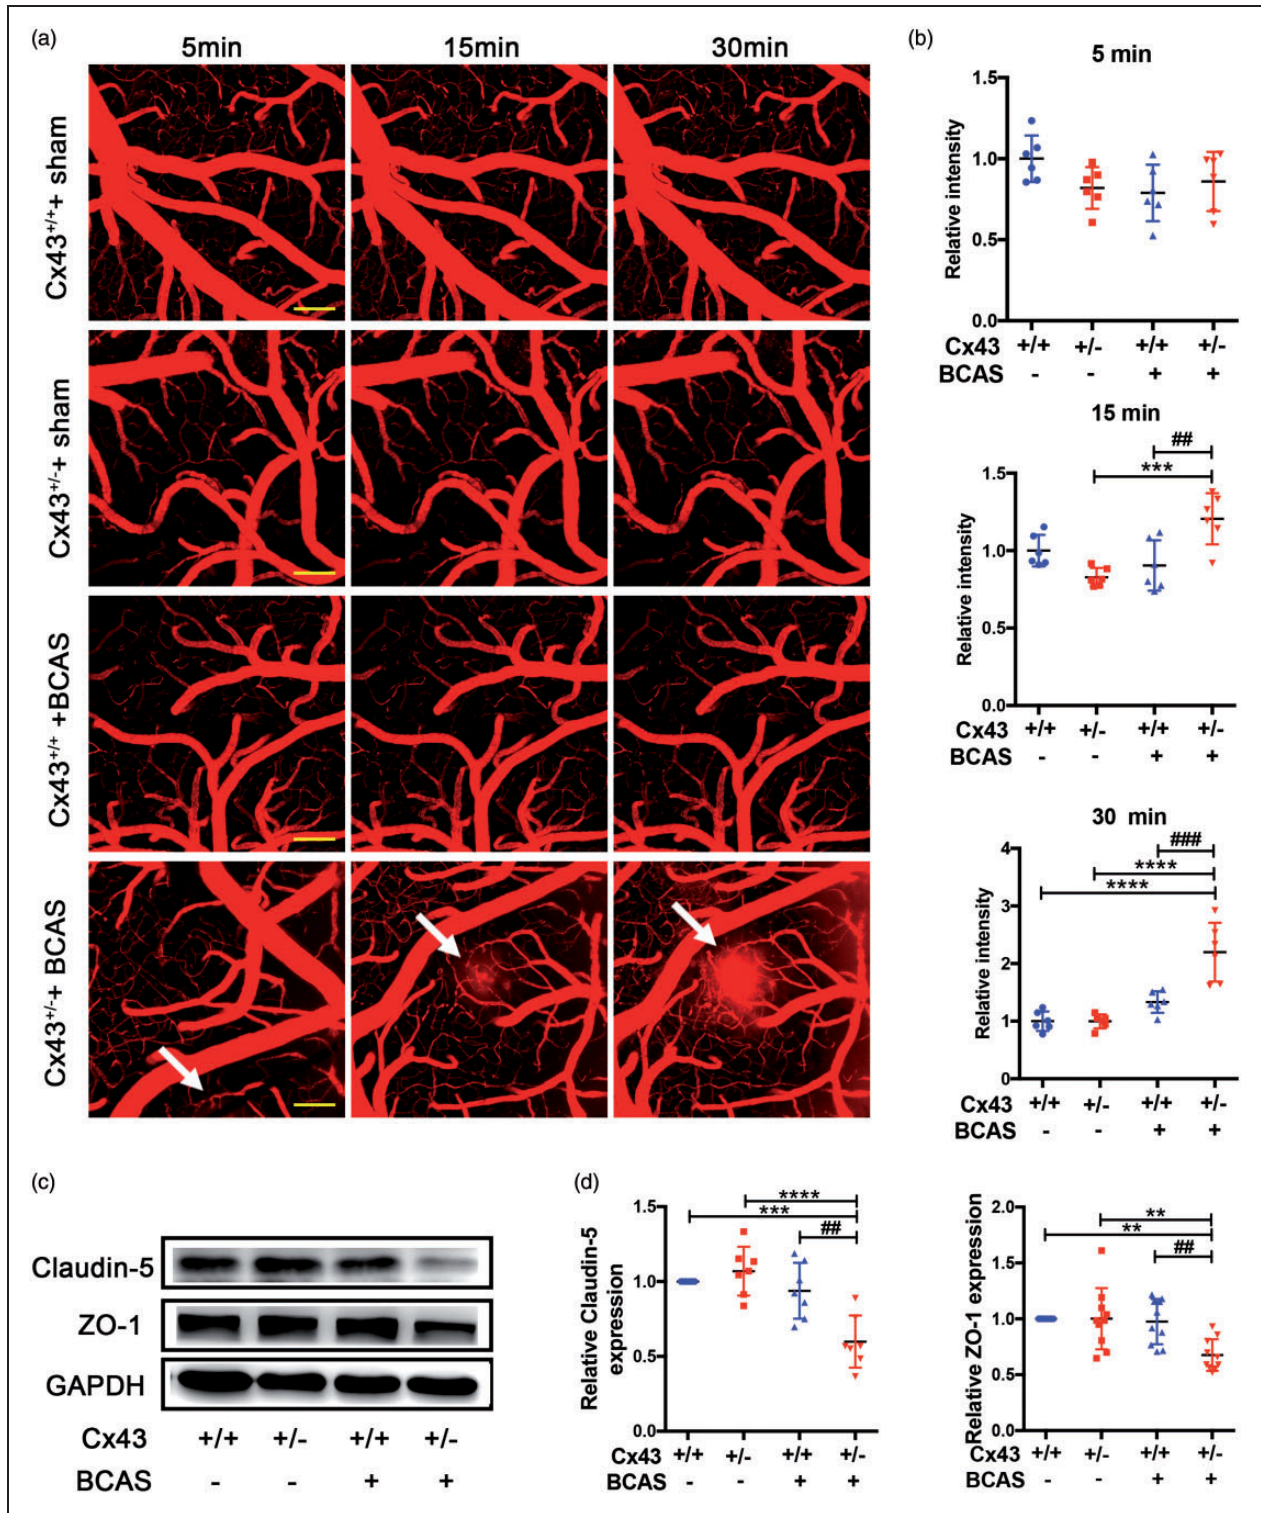 (a)
5min 15min 30min
Cx43+/+ + sham
Cx43+/-+ sham
Cx43+/+ +BCAS
Cx43+/-+ BCAS
(b)
5 min
Relative intensity
1.5
1.0
0.5
0.0
Cx43 +/+ +/- +/+ +/-
BCAS - - + +
15 min
##
***
Relative intensity
1.5
1.0
0.5
0.0
Cx43 +/+ +/- +/+ +/-
BCAS - - + +
30 min
###
****
****
Relative intensity
4
3
2
1
0
Cx43 +/+ +/- +/+ +/-
BCAS - - + +
(c)
Claudin-5
ZO-1
GAPDH
Cx43 +/+ +/- +/+ +/-
BCAS - - + +
(d)
****
***
##
Relative Claudin-5
expression
1.5
1.0
0.5
0.0
Cx43 +/+ +/- +/+ +/-
BCAS - - + +
**
**
##
Relative ZO-1 expression
2.0
1.5
1.0
0.5
0.0
Cx43 +/+ +/- +/+ +/-
BCAS - - + +